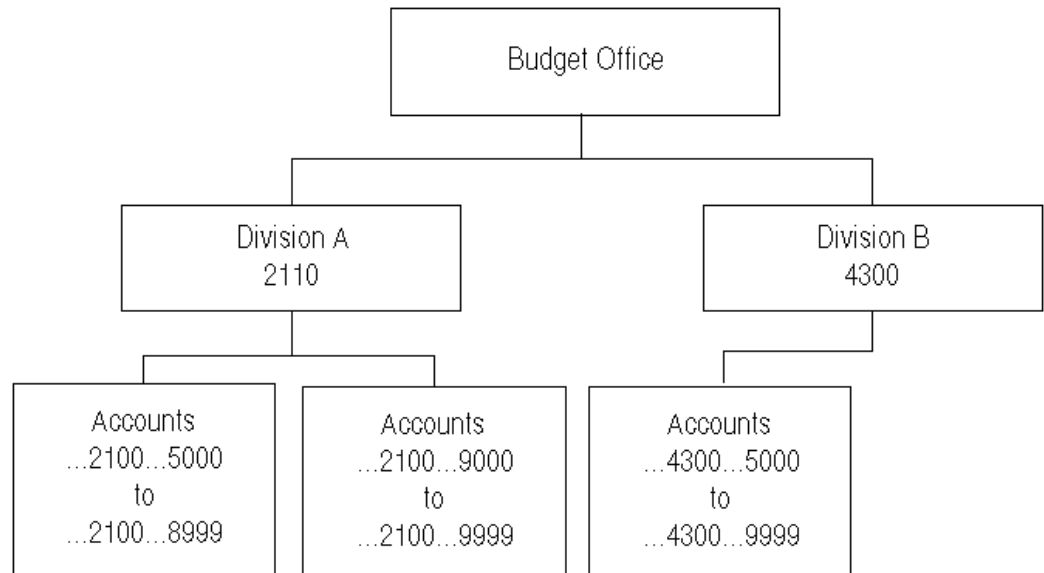 Budget Office
Division A
2110
Division B
4300
Accounts
...2100...5000
to
...2100...8999
Accounts
...2100...9000
to
...2100...9999
Accounts
...4300...5000
to
...4300...9999